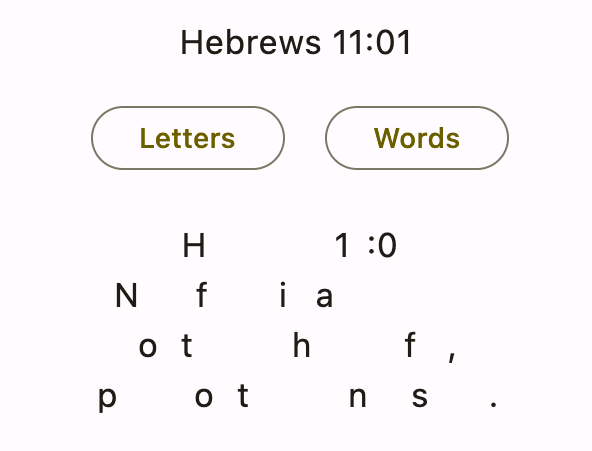 Hebrews 11:01
Letters Words
H 1 :0
N f i a
o t h f ,
p o t n s .